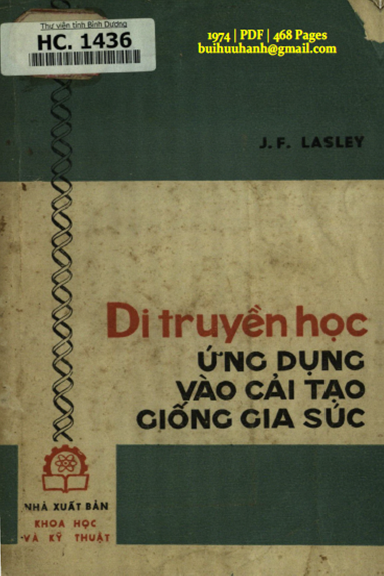 Thư viện tỉnh Bình Dương
HC. 1436
1974 | PDF | 468 Pages
buihuuhanh@gmail.com
J. F. LASLEY
Di truyền học
ỨNG DỤNG
VÀO CẢI TẠO
GIỐNG GIA SÚC
NHÀ XUẤT BẢN
KHOA HỌC
VÀ KỸ THUẬT